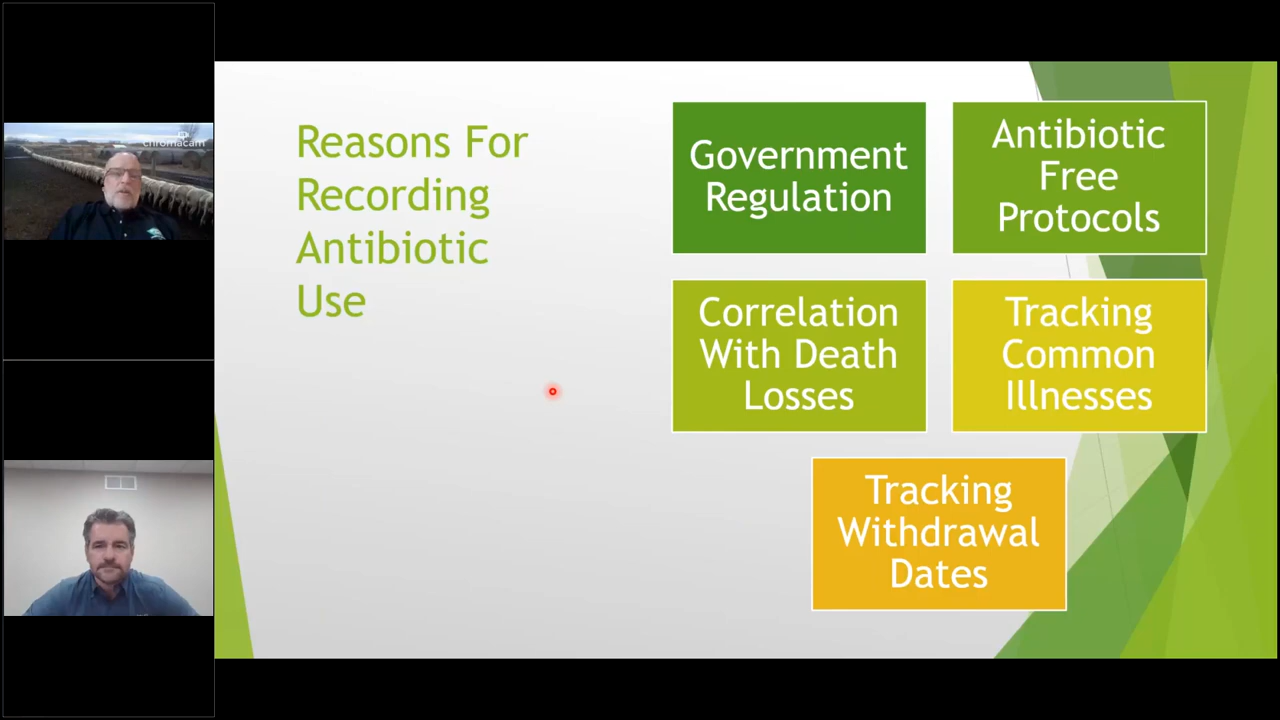 chromacam
Reasons For
Recording
Antibiotic
Use
Government
Regulation
Antibiotic
Free
Protocols
Correlation
With Death
Losses
Tracking
Common
Illnesses
Tracking
Withdrawal
Dates